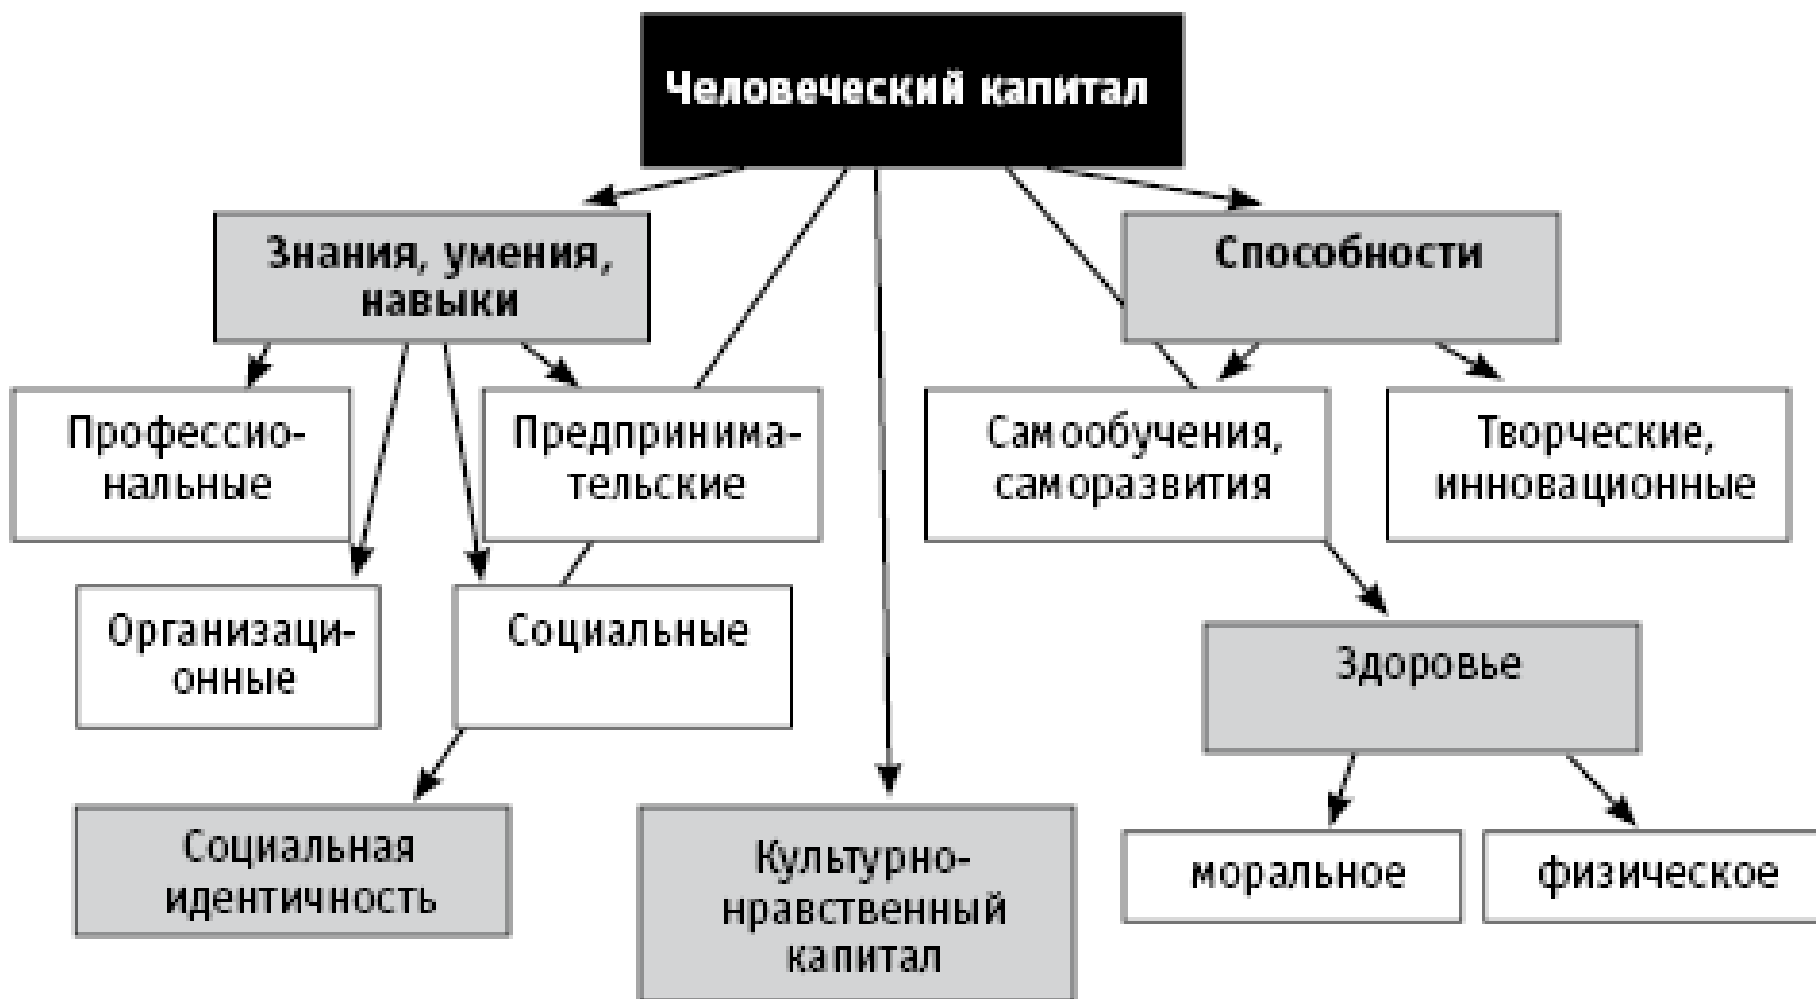 Человеческий капитал
Знания, умения,
навыки
Способности
Профессио-
нальные
Предпринима-
тельские
Самообучения,
саморазвития
Творческие,
инновационные
Организаци-
онные
Социальные
Здоровье
Социальная
идентичность
Культурно-
нравственный
капитал
моральное
физическое